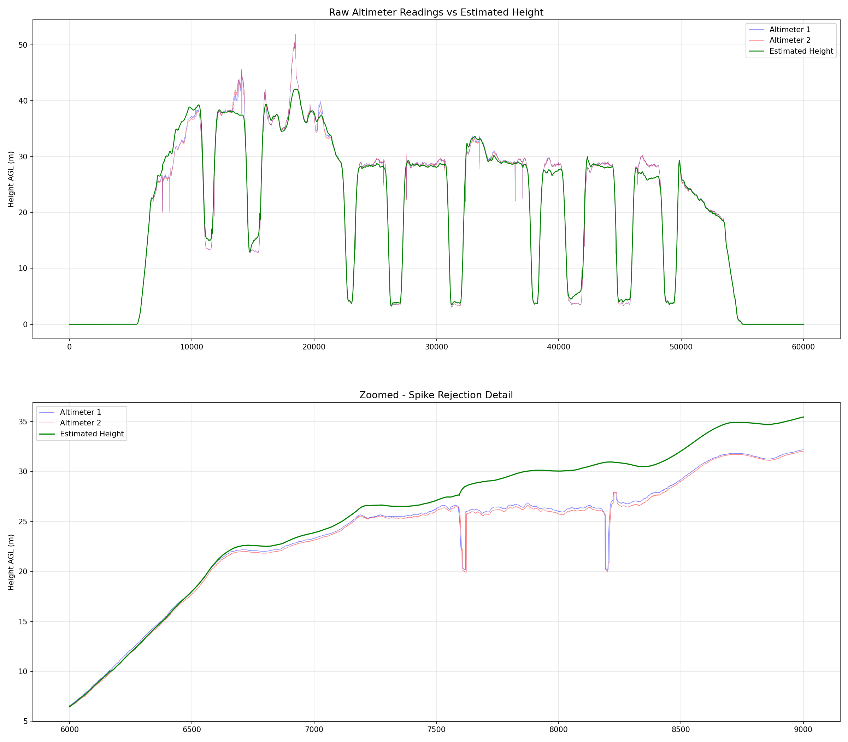 Raw Altimeter Readings vs Estimated Height
Altimeter 1
Altimeter 2
Estimated Height
Height AGL (m)
50
40
30
20
10
0
0 10000 20000 30000 40000 50000 60000
Zoomed - Spike Rejection Detail
Altimeter 1
Altimeter 2
Estimated Height
Height AGL (m)
35
30
25
20
15
10
5
6000 6500 7000 7500 8000 8500 9000